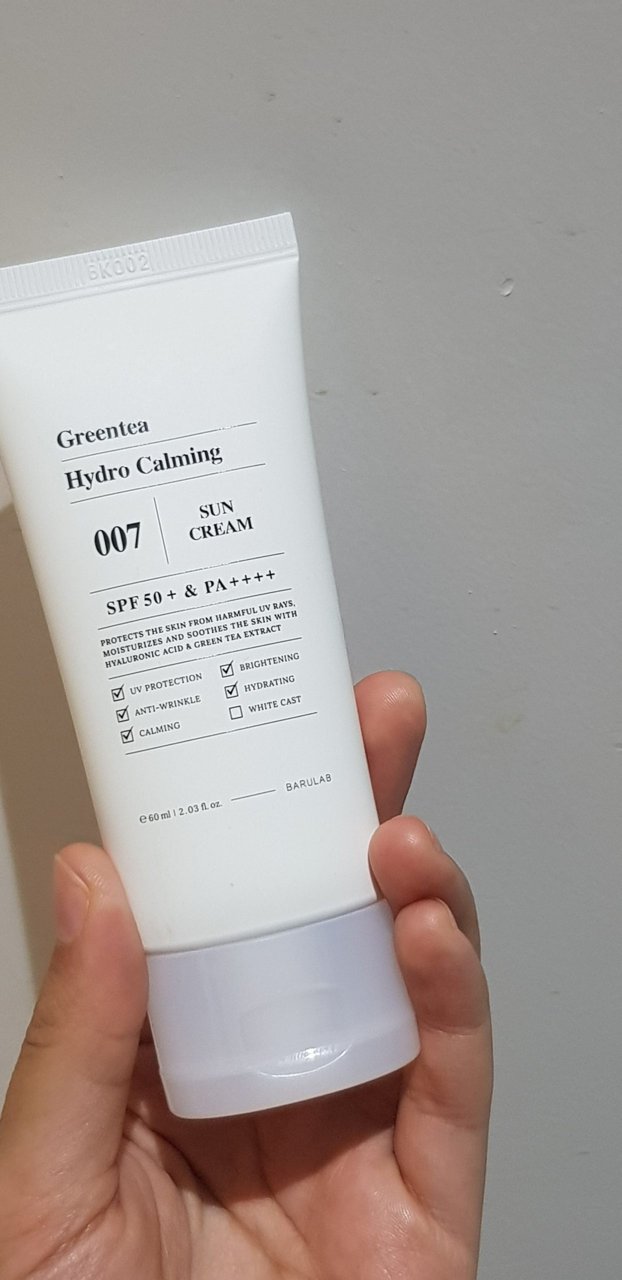 6K002
Greentea
Hydro Calming
007
SUN
CREAM
SPF 50+ & PA++++
PROTECTS THE SKIN FROM HARMFUL UV RAYS,
MOISTURIZES AND SOOTHES THE SKIN WITH
HYALURONIC ACID & GREEN TEA EXTRACT
UV PROTECTION
ANTI-WRINKLE
CALMING
BRIGHTENING
HYDRATING
WHITE CAST
℮ 60 ml | 2.03 fl. oz.
BARULAB